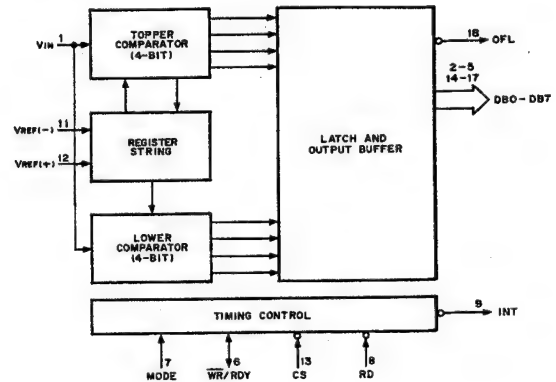 VIN 1
TOPPER
COMPARATOR
(4-BIT)
18 OFL
2-5
14-17
DB0-DB7
VREF(-) 11
VREF(+) 12
REGISTER
STRING
LATCH AND
OUTPUT BUFFER
LOWER
COMPARATOR
(4-BIT)
TIMING CONTROL
9 INT
7 6 13 8
MODE WR/RDY CS RD